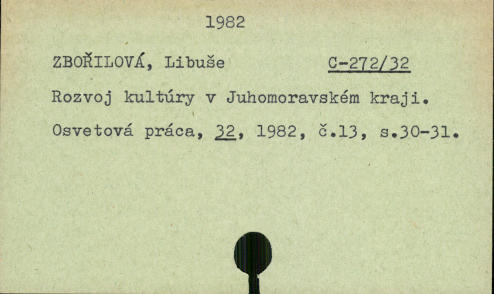 1982
ZBOŘILOVÁ, Libuše C-272/32
Rozvoj kultúry v Juhomoravském kraji.
Osvetová práca, 32, 1982, č.13, s.30-31.